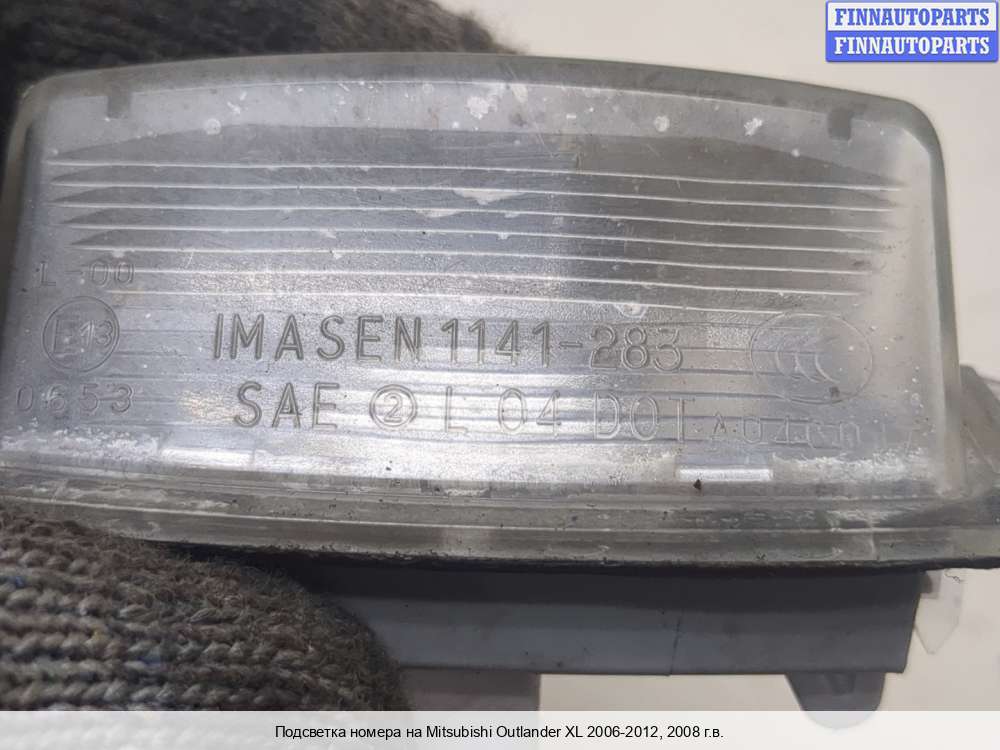 FINNAUTOPARTS
FINNAUTOPARTS
L-00
E13
0653
IMASEN 1141-283
SAE ② L 04 DOT
CCC
Подсветка номера на Mitsubishi Outlander XL 2006-2012, 2008 г.в.